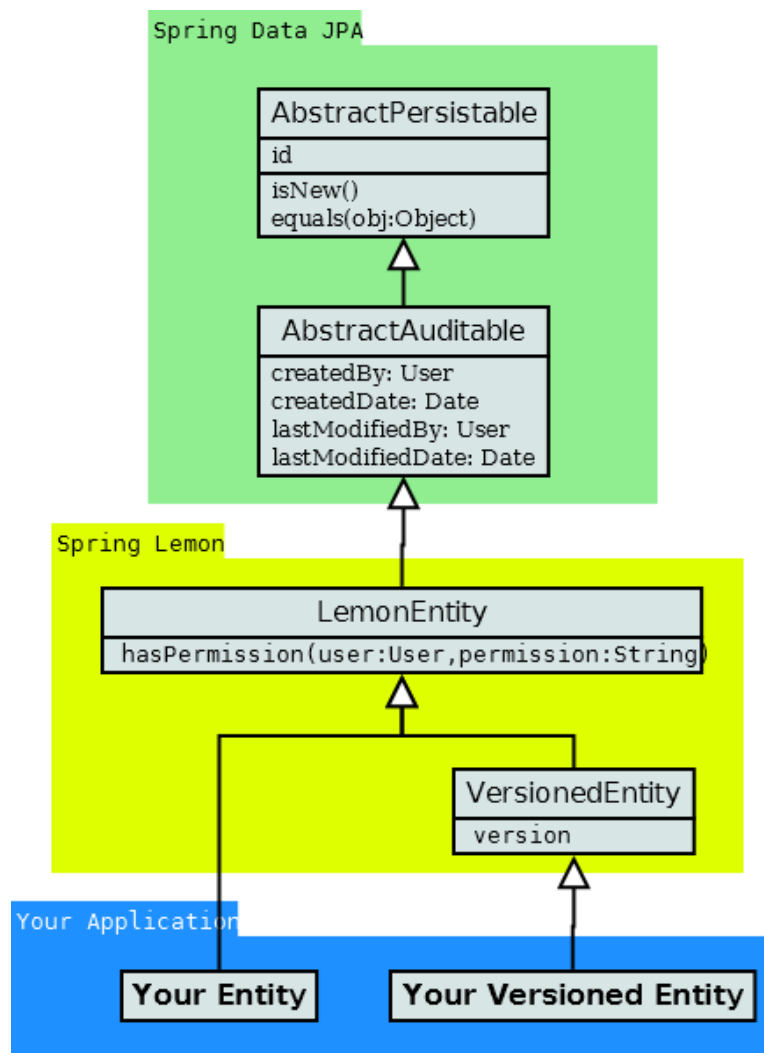 Spring Data JPA
AbstractPersistable
id
isNew()
equals(obj:Object)
AbstractAuditable
createdBy: User
createdDate: Date
lastModifiedBy: User
lastModifiedDate: Date
Spring Lemon
LemonEntity
hasPermission(user:User,permission:String)
VersionedEntity
version
Your Application
Your Entity
Your Versioned Entity